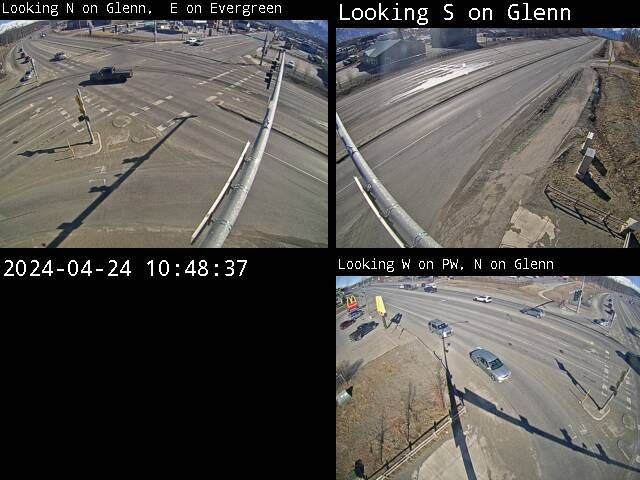 Looking N on Glenn, E on Evergreen
Looking S on Glenn
2024-04-24 10:48:37
Looking W on PW, N on Glenn